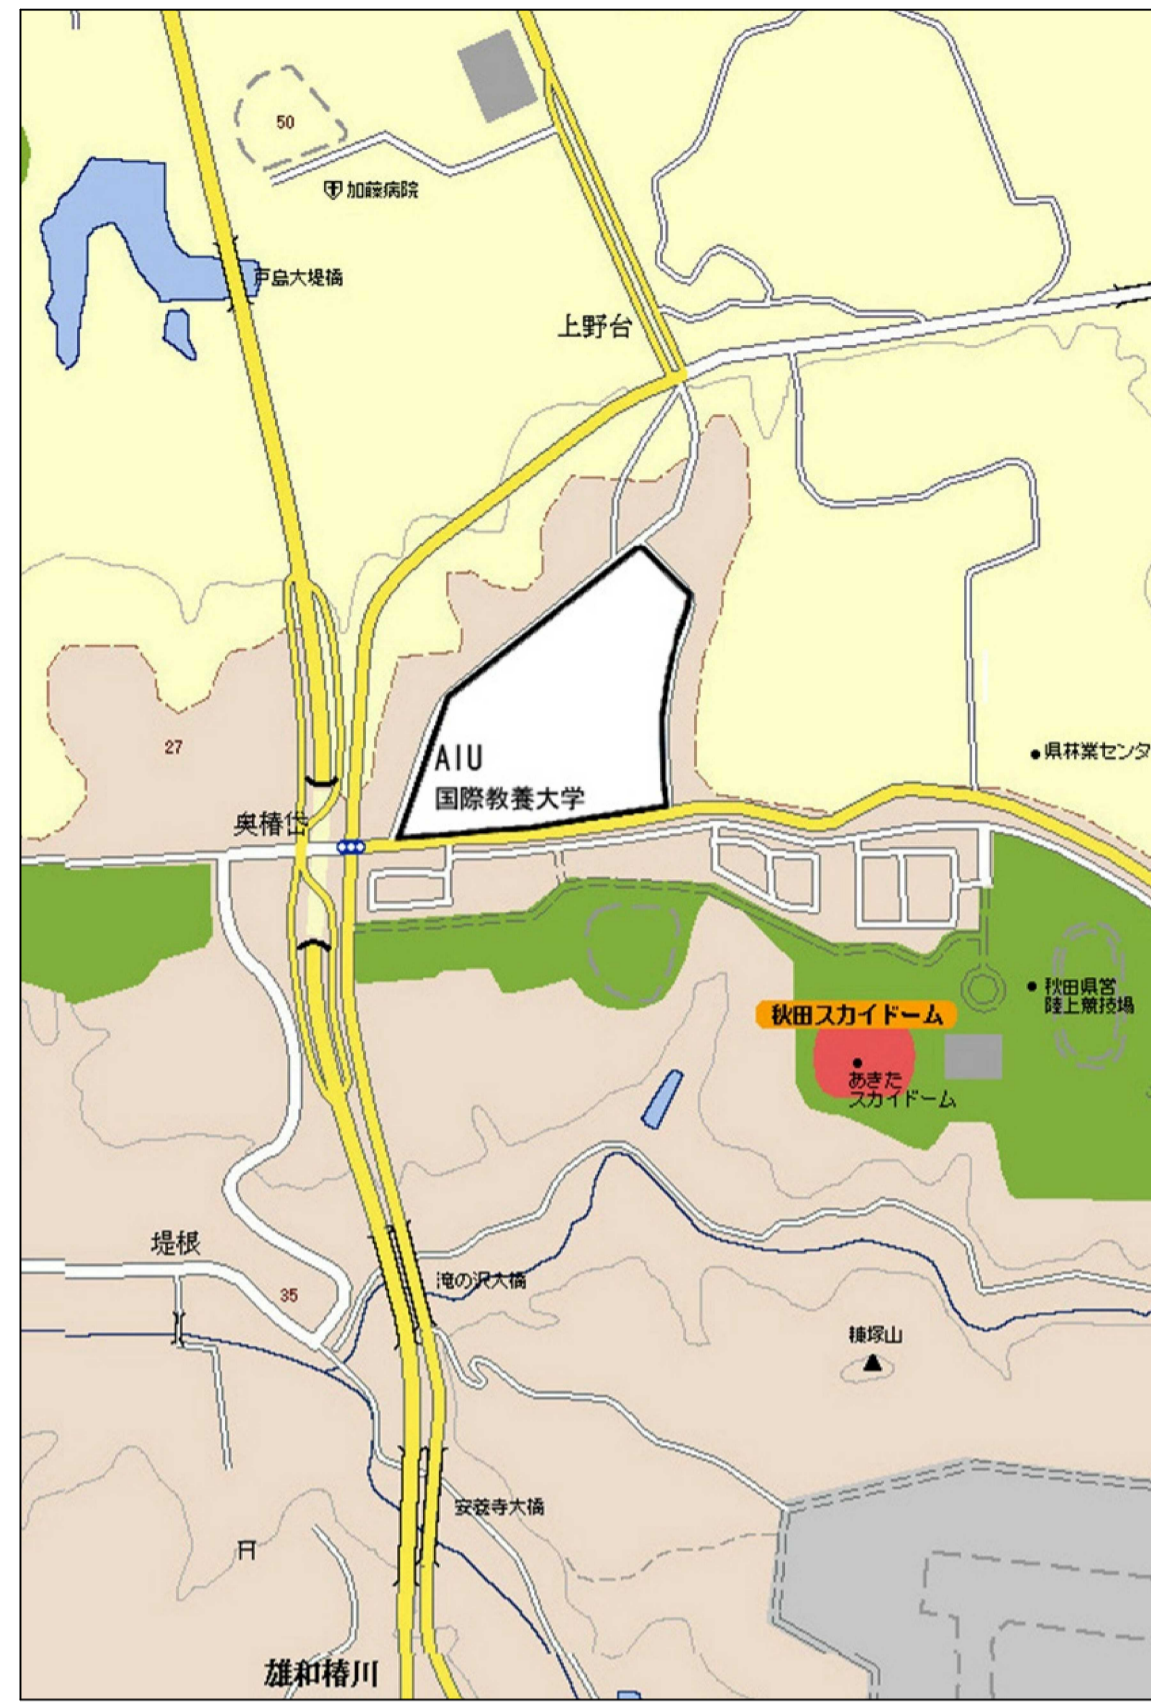 50
加藤病院
戸島大堤橋
上野台
27
AIU
国際教養大学
県林業センタ
奥椿岱
秋田県営
陸上競技場
秋田スカイドーム
あきた
スカイドーム
堤根
滝の沢大橋
35
糠塚山
安養寺大橋
雄和椿川